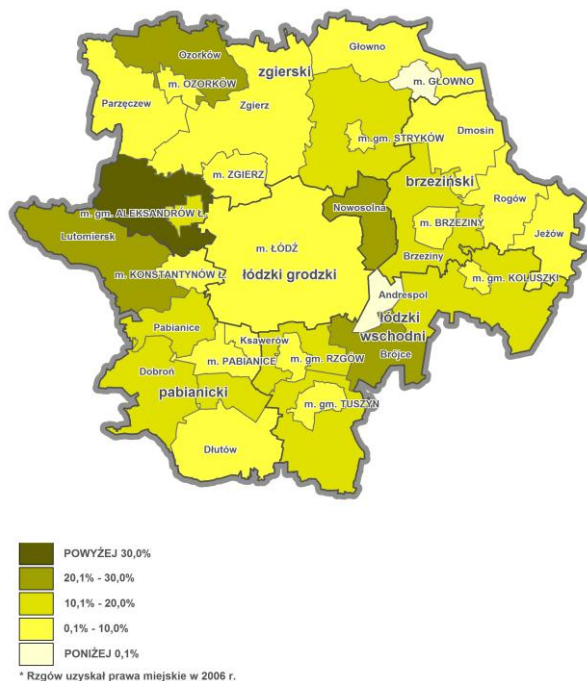 Ozorków
Głowno
zgierski
m. OZORKÓW
m. GŁOWNO
Parzęczew
Zgierz
Dmosin
m. gm. STRYKÓW
m. ZGIERZ
brzeziński
Rogów
Nowosolna
m. gm. ALEKSANDRÓW Ł.
m. BRZEZINY
Lutomiersk
Jeżów
m. ŁÓDŹ
Brzeziny
m. KONSTANTYNÓW Ł.
łódzki grodzki
m. gm. KOLUSZKI
Andrespol
łódzki
Pabianice
wschodni
Ksawerów
Brójce
m. PABIANICE
m. gm. RZGÓW
Dobroń
pabianicki
m. gm. TUSZYN
Dłutów
POWYŻEJ 30,0%
20,1% - 30,0%
10,1% - 20,0%
0,1% - 10,0%
PONIŻEJ 0,1%
* Rzgów uzyskał prawa miejskie w 2006 r.